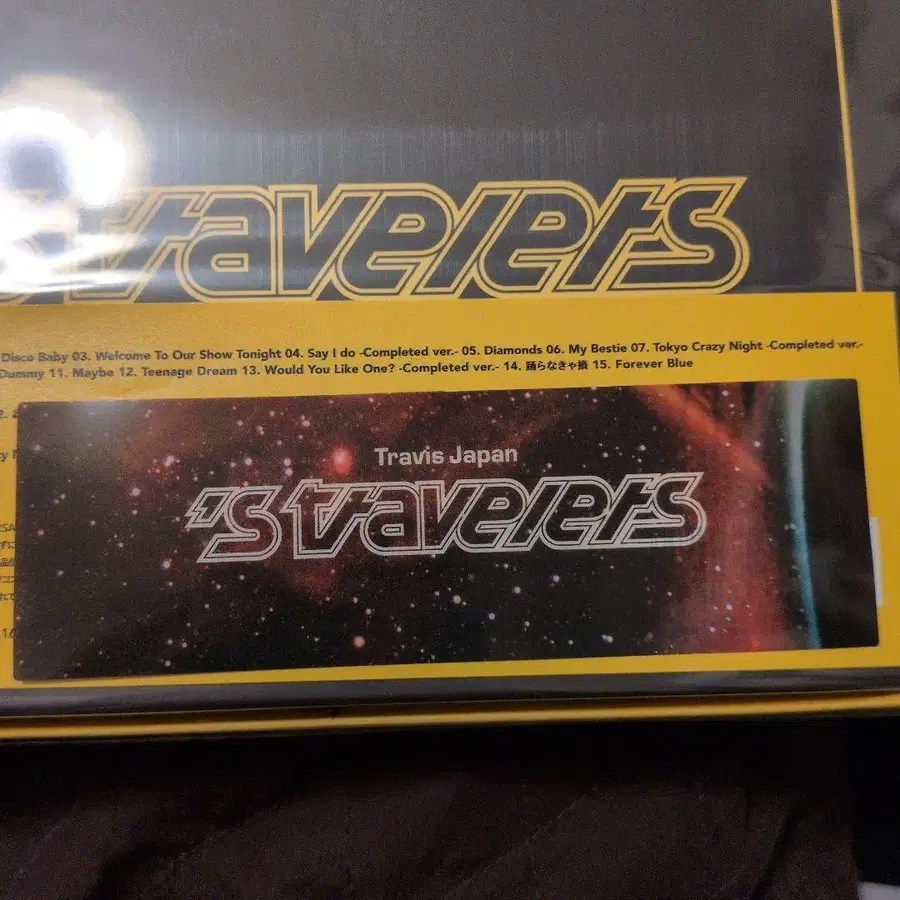 's travelers
Disco Baby 03. Welcome To Our Show Tonight 04. Say I do -Completed ver.- 05. Diamonds 06. My Bestie 07. Tokyo Crazy Night -Completed ver.-
Dummy 11. Maybe 12. Teenage Dream 13. Would You Like One? -Completed ver.- 14. 踊らなきゃ損 15. Forever Blue
Travis Japan
's travelers